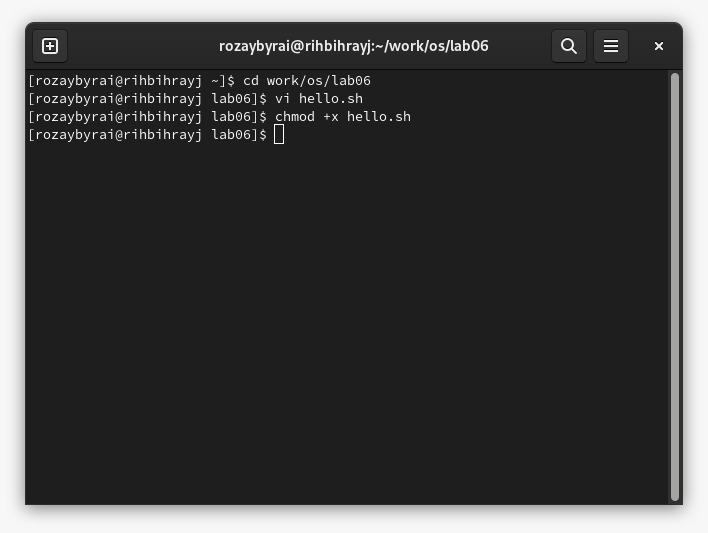 rozaybyrai@rihbihrayj:~/work/os/lab06
[rozaybyrai@rihbihrayj ~]$ cd work/os/lab06
[rozaybyrai@rihbihrayj lab06]$ vi hello.sh
[rozaybyrai@rihbihrayj lab06]$ chmod +x hello.sh
[rozaybyrai@rihbihrayj lab06]$